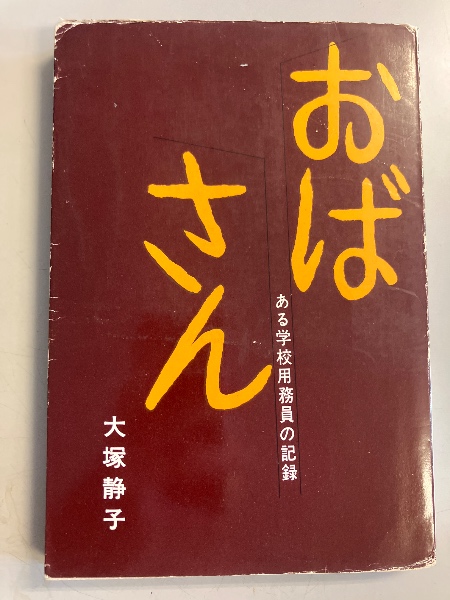 おば
さん
ある学校用務員の記録
大塚静子